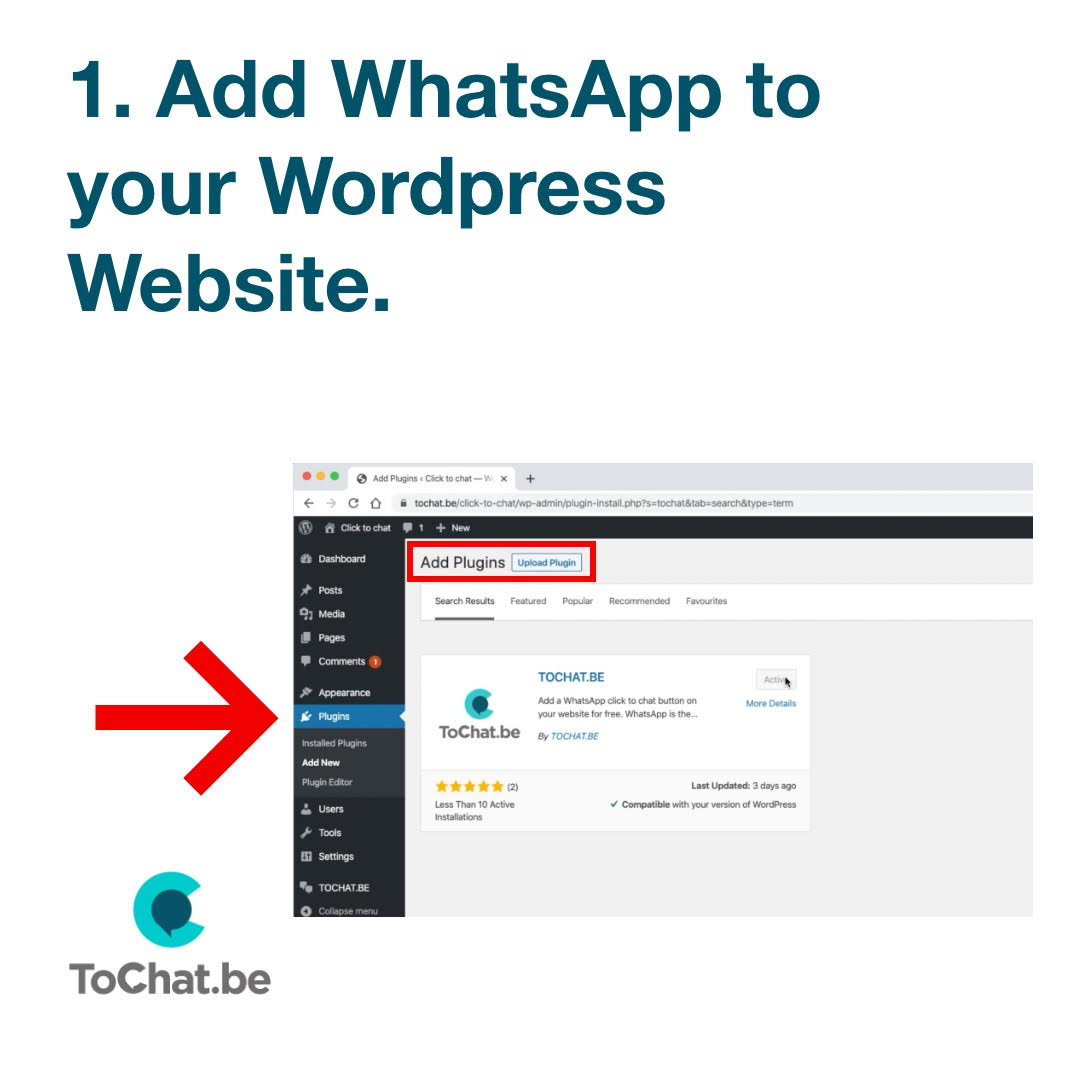 1. Add WhatsApp to
your Wordpress
Website.
Add Plugins ‹ Click to chat — W
tochat.be/click-to-chat/wp-admin/plugin-install.php?s=tochat&tab=search&type=term
Click to chat 1 + New
Dashboard
Posts
Media
Pages
Comments 1
Appearance
Plugins
Installed Plugins
Add New
Plugin Editor
Users
Tools
Settings
TOCHAT.BE
Collapse menu
Add Plugins Upload Plugin
Search Results Featured Popular Recommended Favourites
ToChat.be
TOCHAT.BE
Add a WhatsApp click to chat button on
your website for free. WhatsApp is the...
By TOCHAT.BE
Active
More Details
(2)
Less Than 10 Active
Installations
Last Updated: 3 days ago
✓ Compatible with your version of WordPress
ToChat.be